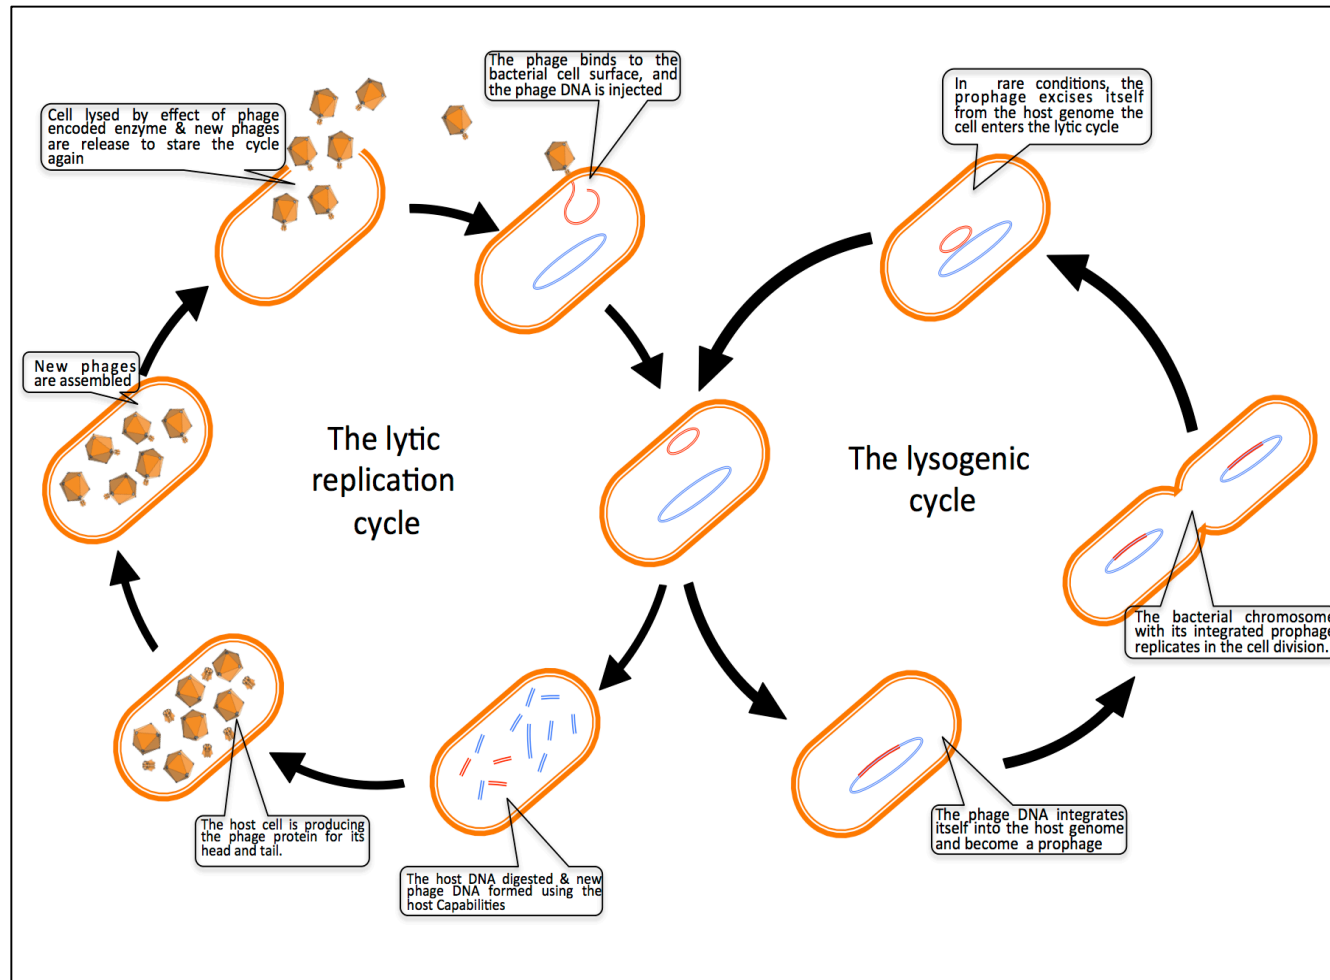 The phage binds to the
bacterial cell surface, and
the phage DNA is injected
In rare conditions, the
prophage excises itself
from the host genome the
cell enters the lytic cycle
Cell lysed by effect of phage
encoded enzyme & new phages
are release to stare the cycle
again
New phages
are assembled
The lytic
replication
cycle
The lysogenic
cycle
The bacterial chromosome
with its integrated prophage
replicates in the cell division.
The host cell is producing
the phage protein for its
head and tail.
The phage DNA integrates
itself into the host genome
and become a prophage
The host DNA digested & new
phage DNA formed using the
host Capabilities